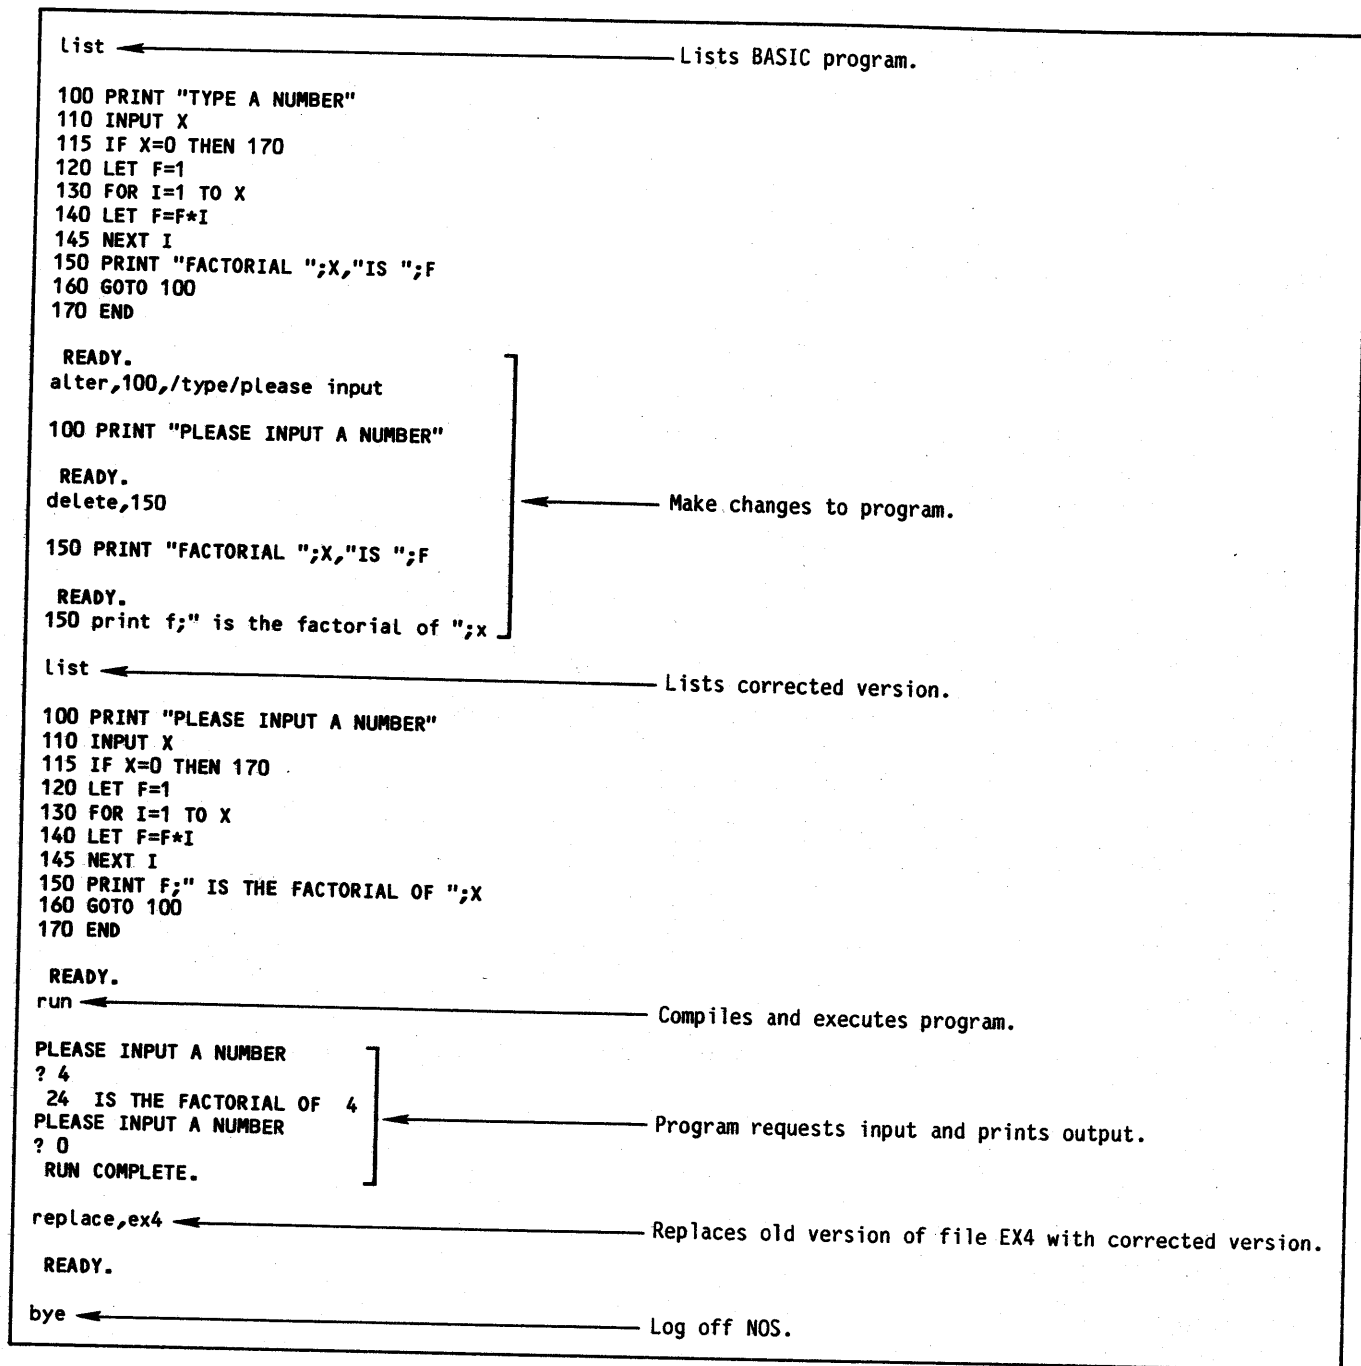 list Lists BASIC program.
100 PRINT "TYPE A NUMBER"
110 INPUT X
115 IF X=0 THEN 170
120 LET F=1
130 FOR I=1 TO X
140 LET F=F*I
145 NEXT I
150 PRINT "FACTORIAL ";X,"IS ";F
160 GOTO 100
170 END
READY.
alter,100,/type/please input
100 PRINT "PLEASE INPUT A NUMBER"
READY.
delete,150 Make changes to program.
150 PRINT "FACTORIAL ";X,"IS ";F
READY.
150 print f;" is the factorial of ";x
list Lists corrected version.
100 PRINT "PLEASE INPUT A NUMBER"
110 INPUT X
115 IF X=0 THEN 170
120 LET F=1
130 FOR I=1 TO X
140 LET F=F*I
145 NEXT I
150 PRINT F;" IS THE FACTORIAL OF ";X
160 GOTO 100
170 END
READY.
run Compiles and executes program.
PLEASE INPUT A NUMBER
? 4
24  IS THE FACTORIAL OF  4
PLEASE INPUT A NUMBER Program requests input and prints output.
? 0
RUN COMPLETE.
replace,ex4 Replaces old version of file EX4 with corrected version.
READY.
bye Log off NOS.